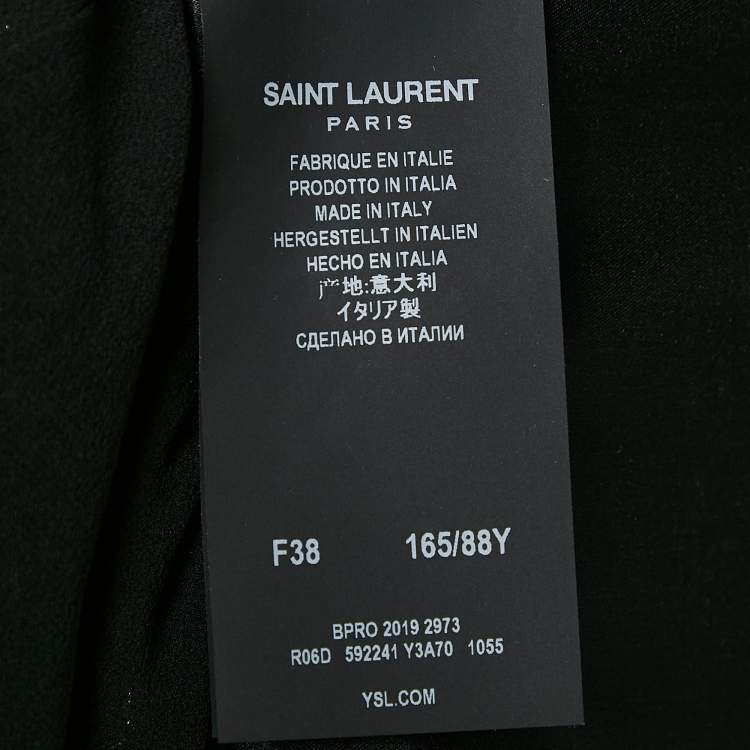 SAINT LAURENT
PARIS
FABRIQUE EN ITALIE
PRODOTTO IN ITALIA
MADE IN ITALY
HERGESTELLT IN ITALIEN
HECHO EN ITALIA
产地:意大利
イタリア製
СДЕЛАНО В ИТАЛИИ
F38 165/88Y
BPRO 2019 2973
R06D 592241 Y3A70 1055
YSL.COM